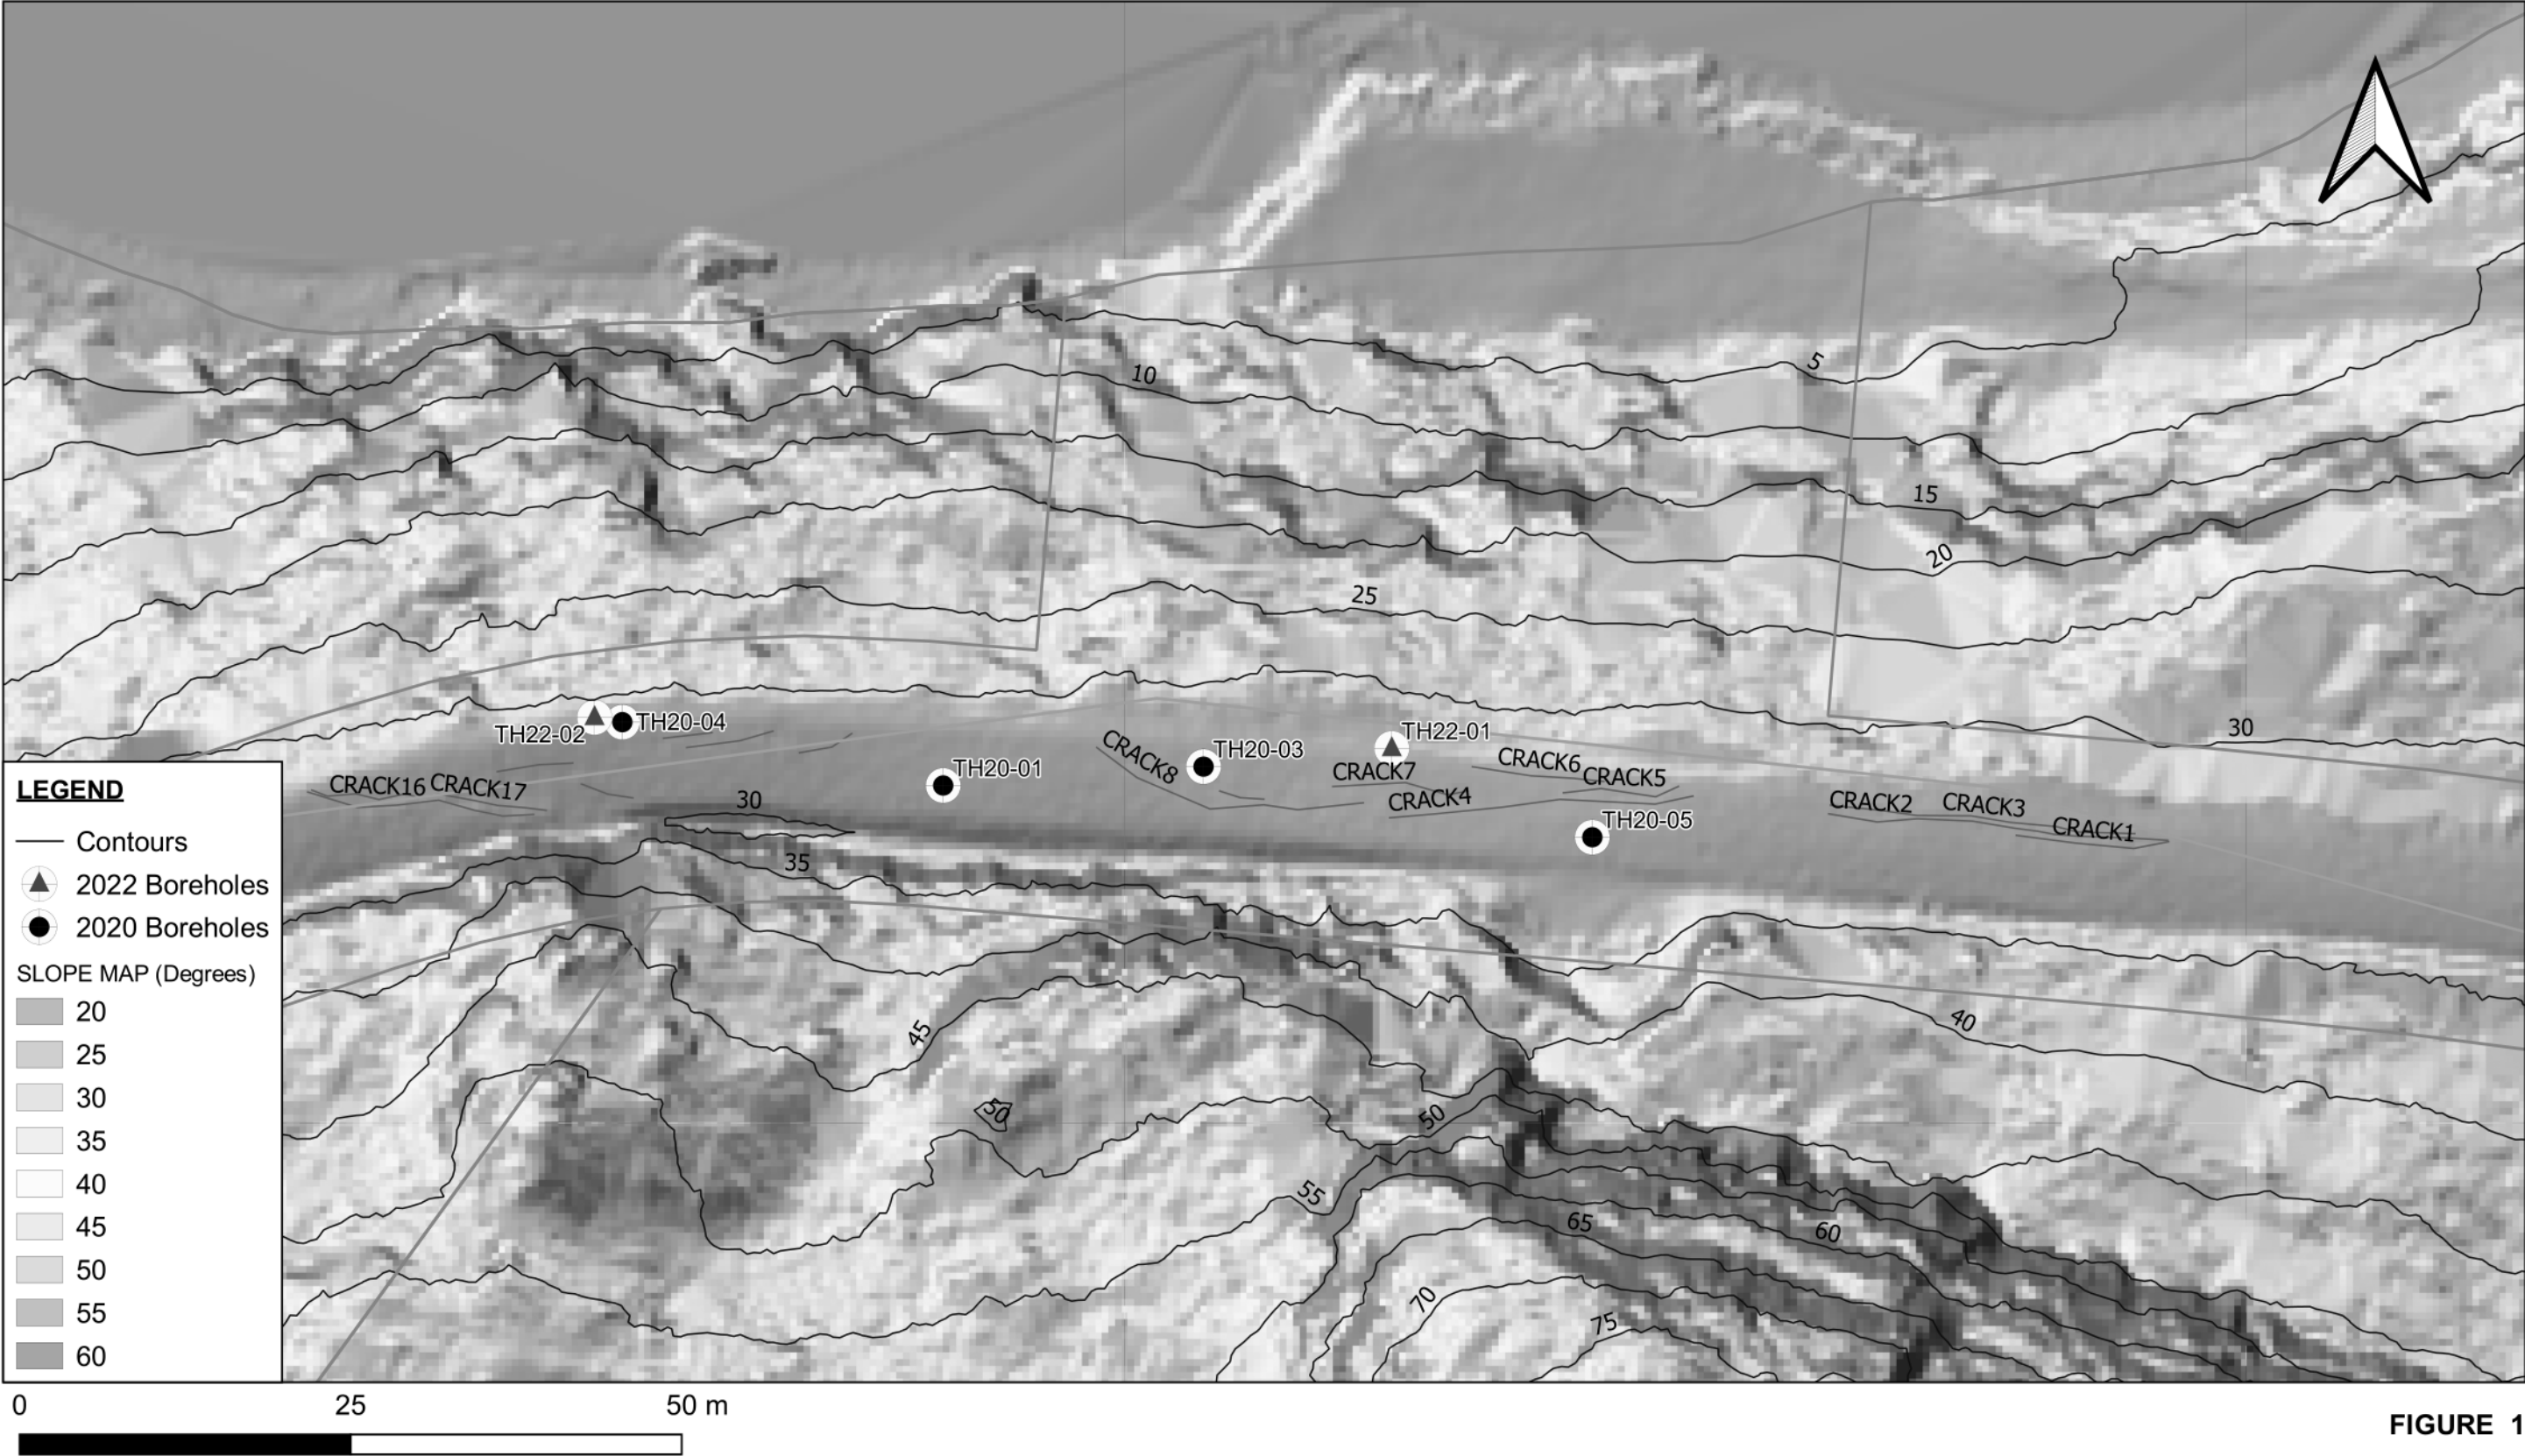 5
10
15
20
25
30
TH22-02
TH20-04
TH20-01
TH20-03
TH22-01
CRACK8
CRACK7
CRACK6
CRACK5
CRACK4
TH20-05
CRACK2
CRACK3
CRACK1
CRACK16
CRACK17
30
35
40
45
50
50
55
60
65
70
75
LEGEND
Contours
2022 Boreholes
2020 Boreholes
SLOPE MAP (Degrees)
20
25
30
35
40
45
50
55
60
0 25 50 m
FIGURE 1